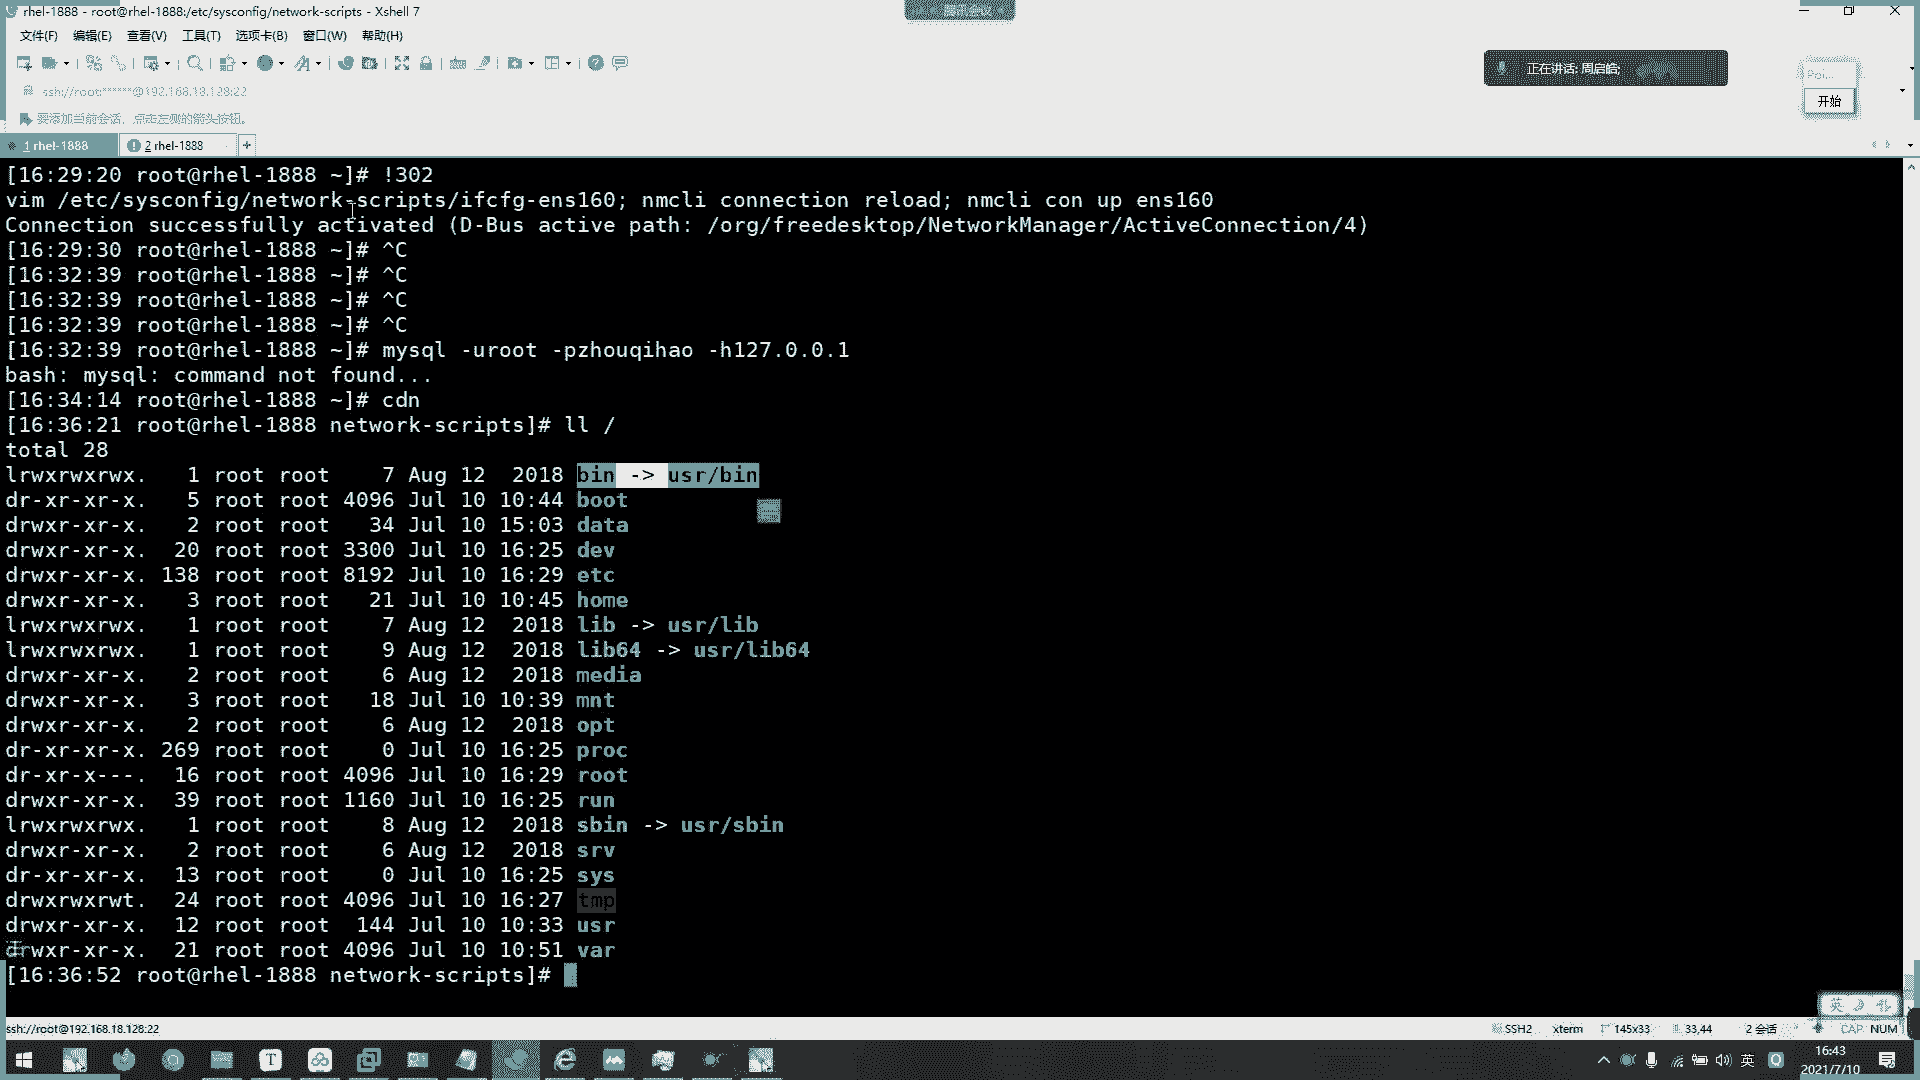 rhel-1888 - root@rhel-1888:/etc/sysconfig/network-scripts - Xshell 7
腾讯会议
文件(F) 编辑(E) 查看(V) 工具(T) 选项卡(B) 窗口(W) 帮助(H)
正在讲话: 周启皓;
Poi...
开始
ssh://root:******@192.168.18.128:22
要添加当前会话，点击左侧的箭头按钮。
1 rhel-1888
2 rhel-1888
+
[16:29:20 root@rhel-1888 ~]# !302
vim /etc/sysconfig/network-scripts/ifcfg-ens160; nmcli connection reload; nmcli con up ens160
Connection successfully activated (D-Bus active path: /org/freedesktop/NetworkManager/ActiveConnection/4)
[16:29:30 root@rhel-1888 ~]# ^C
[16:32:39 root@rhel-1888 ~]# ^C
[16:32:39 root@rhel-1888 ~]# ^C
[16:32:39 root@rhel-1888 ~]# ^C
[16:32:39 root@rhel-1888 ~]# mysql -uroot -pzhouqihao -h127.0.0.1
bash: mysql: command not found...
[16:34:14 root@rhel-1888 ~]# cdn
[16:36:21 root@rhel-1888 network-scripts]# ll /
total 28
lrwxrwxrwx.   1 root root    7 Aug 12  2018 bin -> usr/bin
dr-xr-xr-x.   5 root root 4096 Jul 10 10:44 boot
drwxr-xr-x.   2 root root   34 Jul 10 15:03 data
drwxr-xr-x.  20 root root 3300 Jul 10 16:25 dev
drwxr-xr-x. 138 root root 8192 Jul 10 16:29 etc
drwxr-xr-x.   3 root root   21 Jul 10 10:45 home
lrwxrwxrwx.   1 root root    7 Aug 12  2018 lib -> usr/lib
lrwxrwxrwx.   1 root root    9 Aug 12  2018 lib64 -> usr/lib64
drwxr-xr-x.   2 root root    6 Aug 12  2018 media
drwxr-xr-x.   3 root root   18 Jul 10 10:39 mnt
drwxr-xr-x.   2 root root    6 Aug 12  2018 opt
dr-xr-xr-x. 269 root root    0 Jul 10 16:25 proc
dr-xr-x---.  16 root root 4096 Jul 10 16:29 root
drwxr-xr-x.  39 root root 1160 Jul 10 16:25 run
lrwxrwxrwx.   1 root root    8 Aug 12  2018 sbin -> usr/sbin
drwxr-xr-x.   2 root root    6 Aug 12  2018 srv
dr-xr-xr-x.  13 root root    0 Jul 10 16:25 sys
drwxrwxrwt.  24 root root 4096 Jul 10 16:27 tmp
drwxr-xr-x.  12 root root  144 Jul 10 10:33 usr
drwxr-xr-x.  21 root root 4096 Jul 10 10:51 var
[16:36:52 root@rhel-1888 network-scripts]#
英
ssh://root@192.168.18.128:22 SSH2 xterm 145x33 33,44 2 会话 CAP NUM
英
16:43
2021/7/10